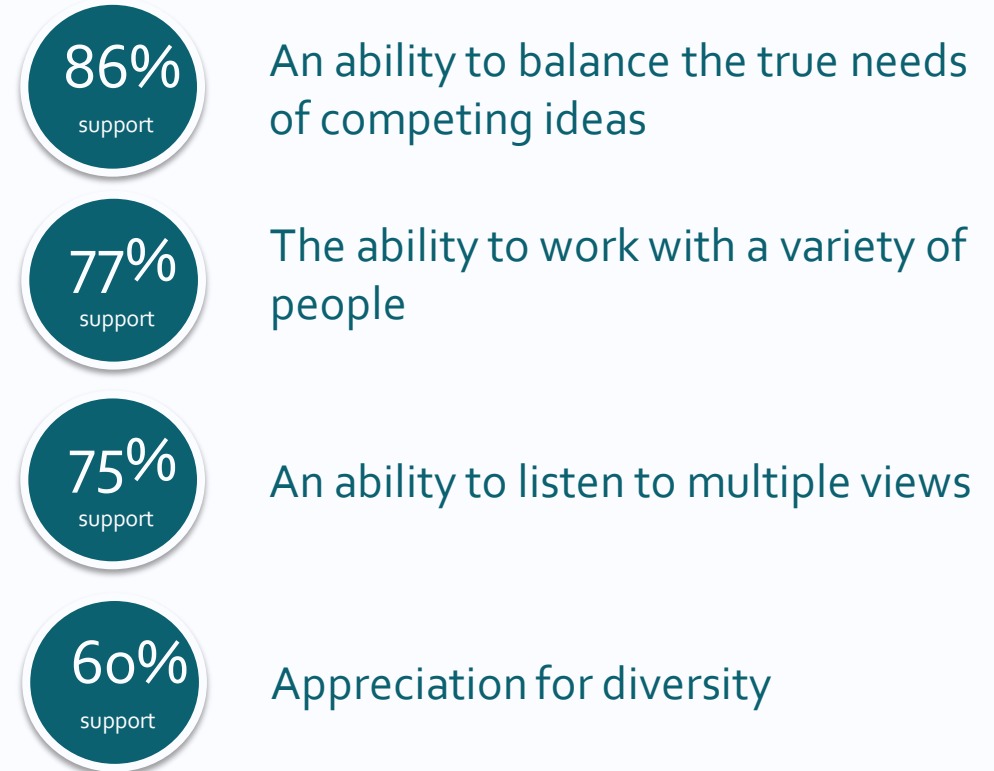 86%
support
An ability to balance the true needs
of competing ideas
77%
support
The ability to work with a variety of
people
75%
support
An ability to listen to multiple views
60%
support
Appreciation for diversity